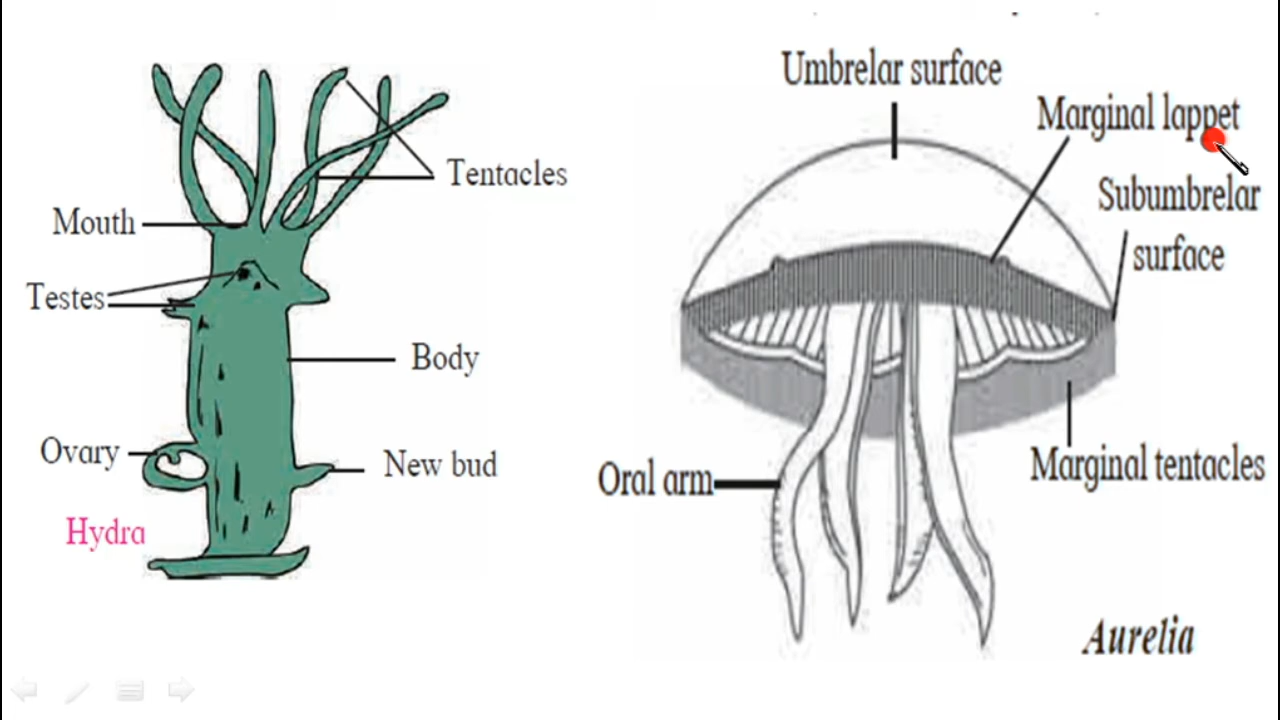 Tentacles
Mouth
Testes
Body
Ovary
New bud
Hydra
Umbrelar surface
Marginal lappet
Subumbrelar
surface
Oral arm
Marginal tentacles
Aurelia